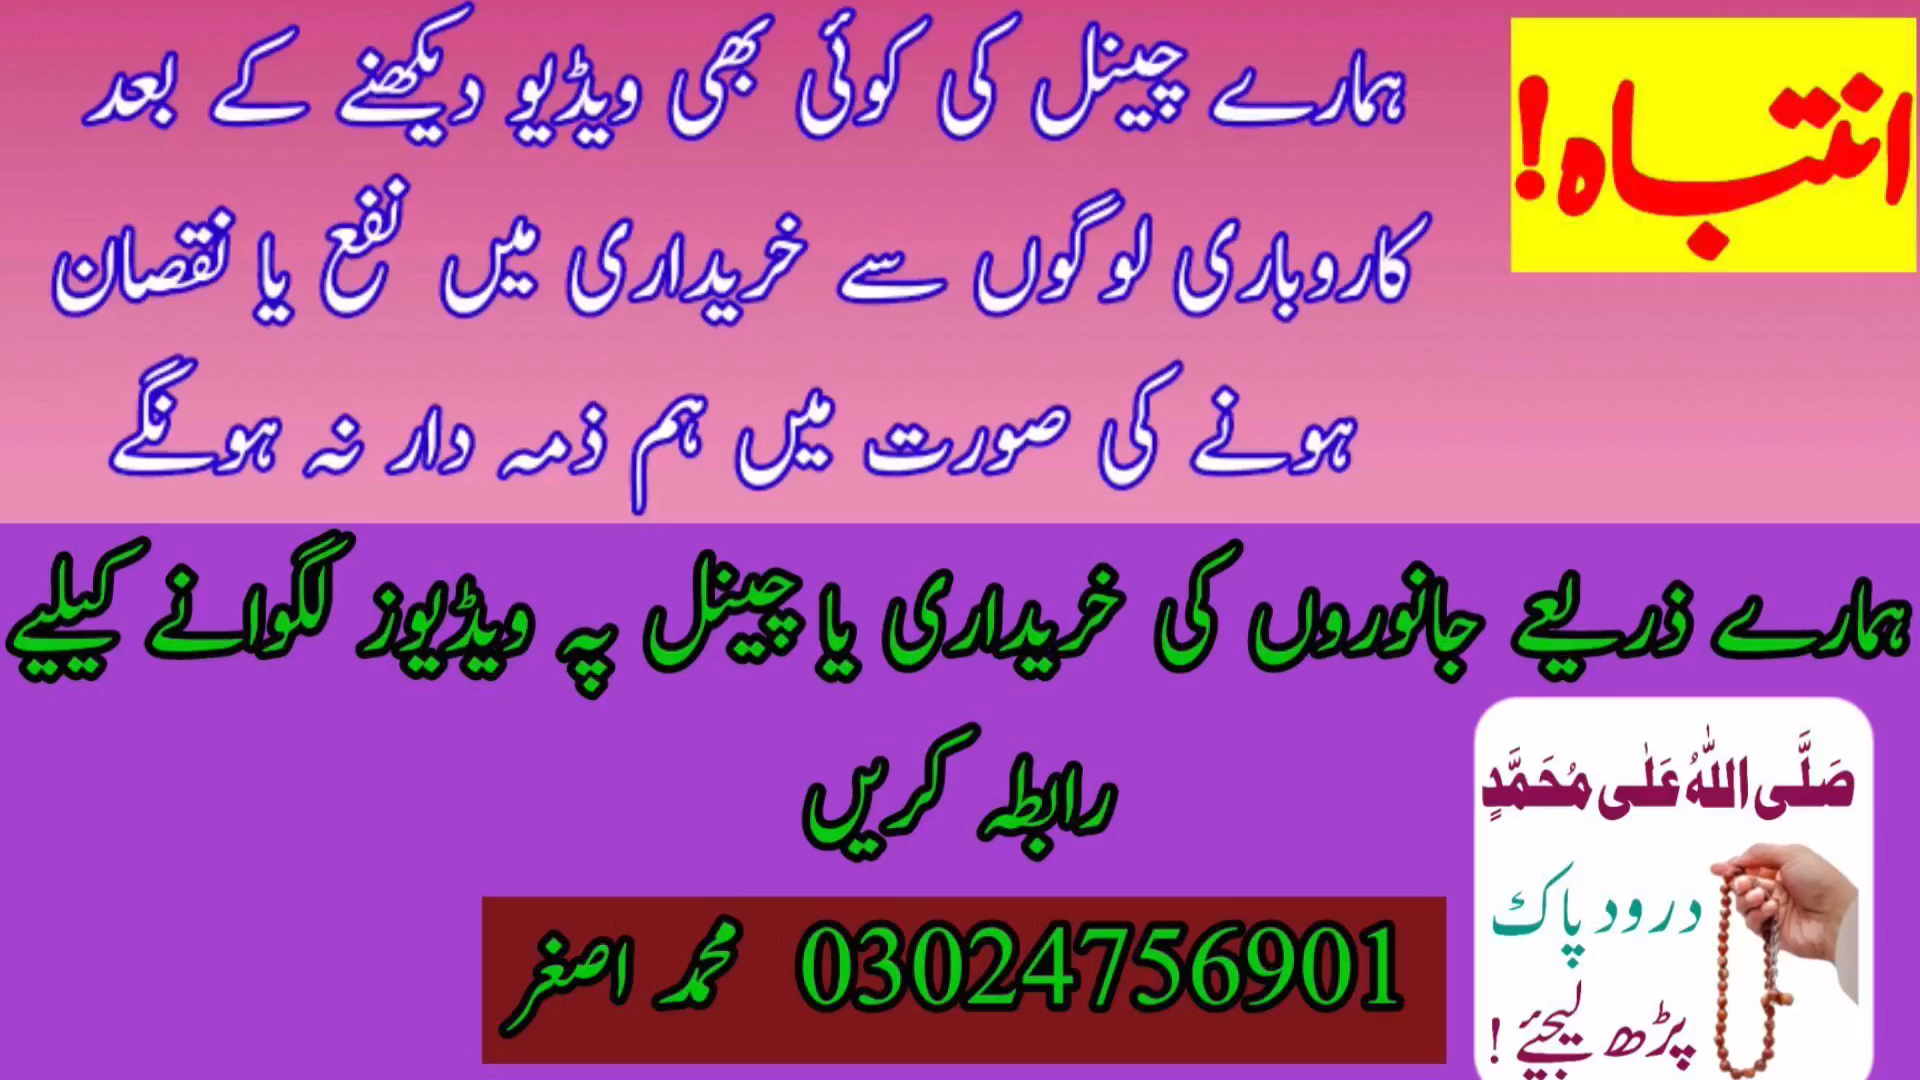 انتباہ!
ہمارے چینل کی کوئی بھی ویڈیو دیکھنے کے بعد
کاروباری لوگوں سے خریداری میں نفع یا نقصان
ہونے کی صورت میں ہم ذمہ دار نہ ہونگے
ہمارے ذریعے جانوروں کی خریداری یا چینل پہ ویڈیوز لگوانے کیلیے
رابطہ کریں
03024756901 محمد اصغر
صَلَّی اللهُ عَلٰی مُحَمَّدٍ
درود پاک
پڑھ لیجئے !